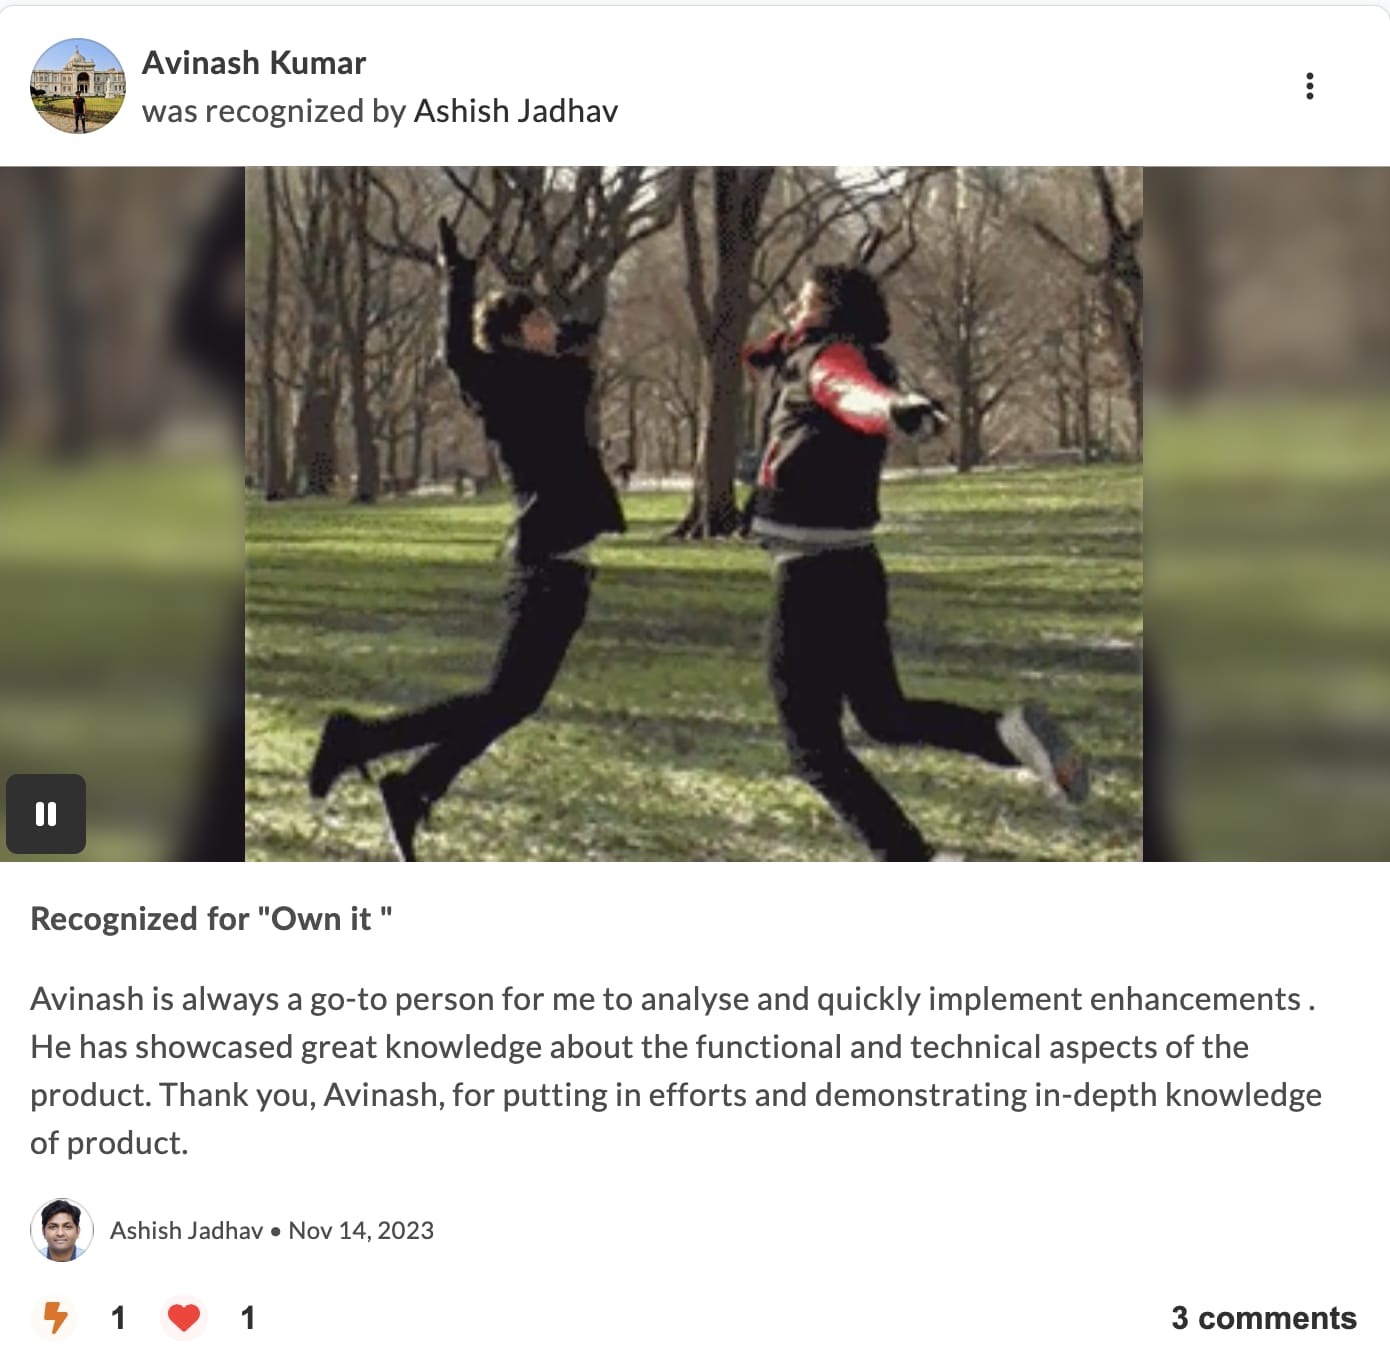 Avinash Kumar
was recognized by Ashish Jadhav
Recognized for "Own it "
Avinash is always a go-to person for me to analyse and quickly implement enhancements .
He has showcased great knowledge about the functional and technical aspects of the
product. Thank you, Avinash, for putting in efforts and demonstrating in-depth knowledge
of product.
Ashish Jadhav • Nov 14, 2023
1 1 3 comments